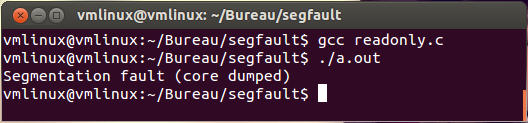 vmlinux@vmlinux: ~/Bureau/segfault
vmlinux@vmlinux:~/Bureau/segfault$ gcc readonly.c
vmlinux@vmlinux:~/Bureau/segfault$ ./a.out
Segmentation fault (core dumped)
vmlinux@vmlinux:~/Bureau/segfault$